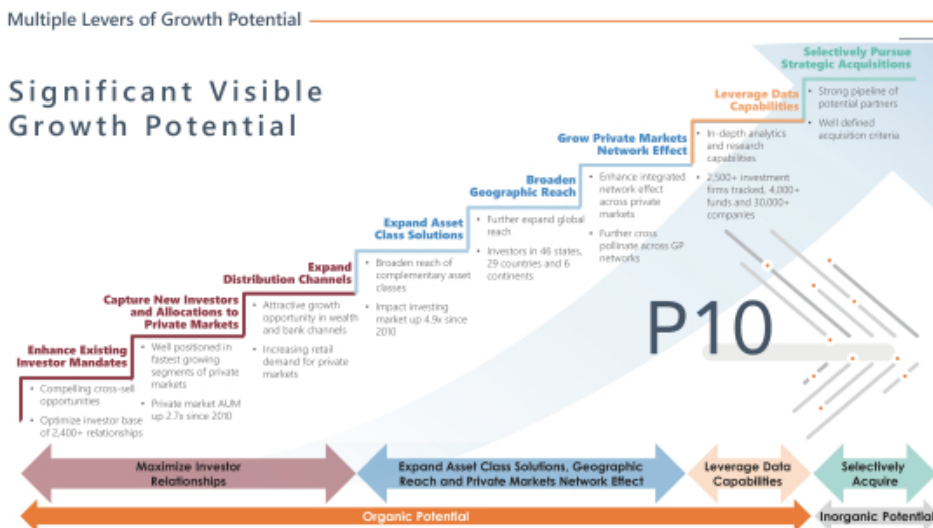 Multiple Levers of Growth Potential
Significant Visible
Growth Potential
Enhance Existing
Investor Mandates
• Compelling cross-sell
opportunities
• Optimize investor base
of 2,400+ relationships
Capture New Investors
and Allocations to
Private Markets
• Well positioned in
fastest growing
segments of private
markets
• Private market AUM
up 2.7x since 2010
Expand
Distribution Channels
• Attractive growth
opportunity in wealth
and bank channels
• Increasing retail
demand for private
markets
Expand Asset
Class Solutions
• Broaden reach of
complementary asset
classes
• Impact investing
market up 4.9x since
2010
Broaden
Geographic Reach
• Further expand global
reach
• Investors in 46 states,
29 countries and 6
continents
Grow Private Markets
Network Effect
• Enhance integrated
network effect
across private
markets
• Further cross
pollinate across GP
networks
Leverage Data
Capabilities
• In-depth analytics
and research
capabilities
• 2,500+ investment
firms tracked, 4,000+
funds and 30,000+
companies
Selectively Pursue
Strategic Acquisitions
• Strong pipeline of
potential partners
• Well defined
acquisition criteria
P10
Maximize Investor
Relationships
Expand Asset Class Solutions, Geographic
Reach and Private Markets Network Effect
Leverage Data
Capabilities
Selectively
Acquire
Organic Potential
Inorganic Potential